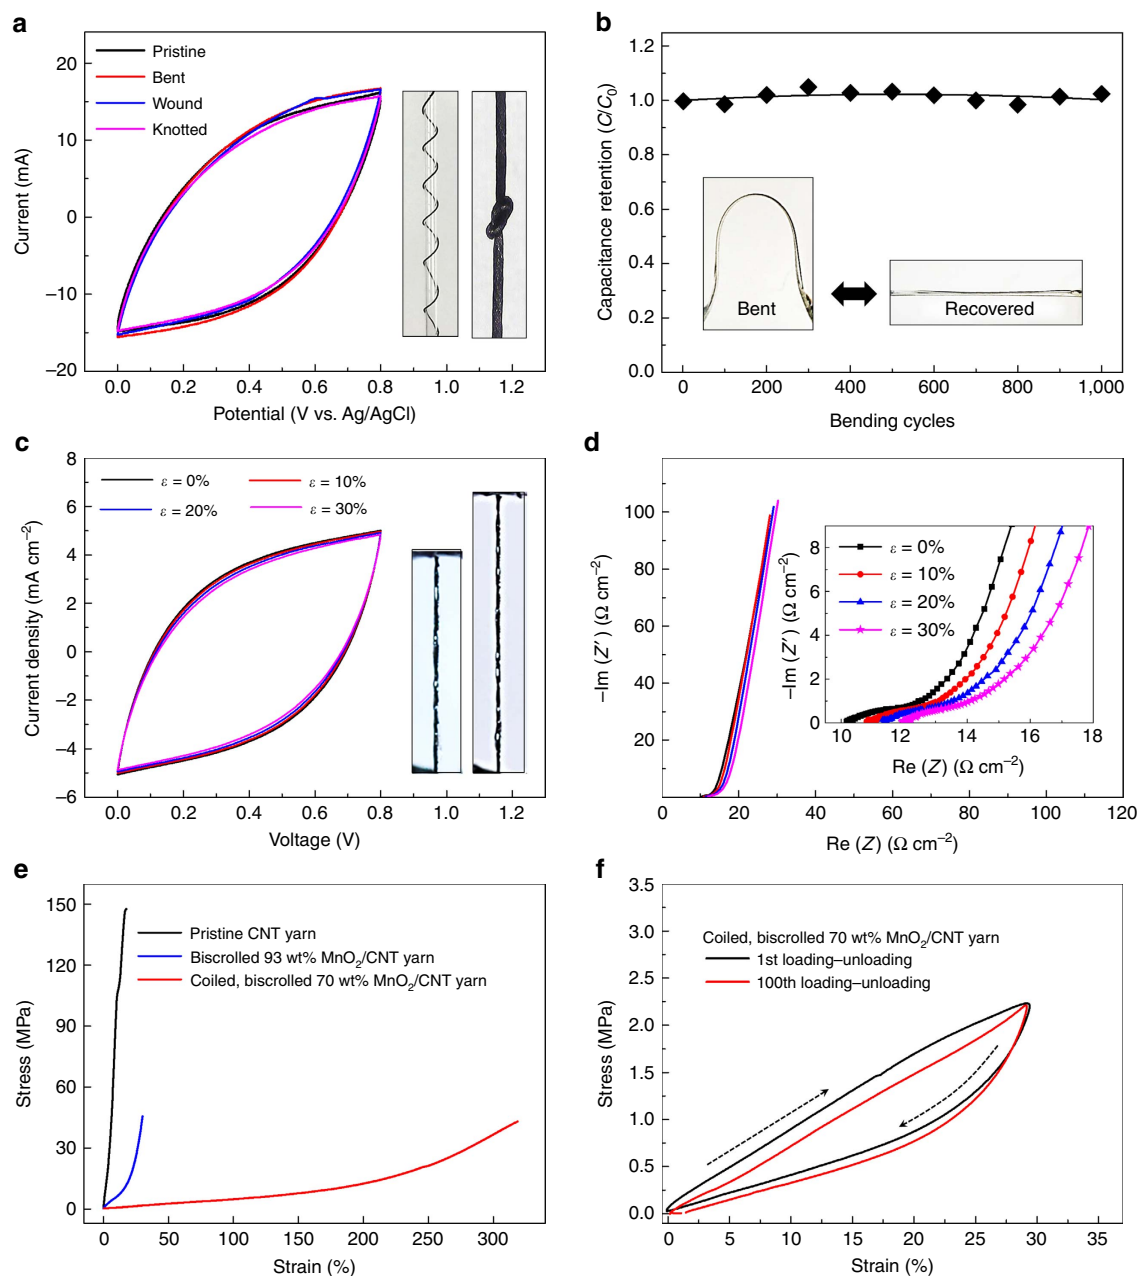 a
20
10
0
−10
−20
Current (mA)
Pristine
Bent
Wound
Knotted
0.0 0.2 0.4 0.6 0.8 1.0 1.2
Potential (V vs. Ag/AgCl)
b
1.2
1.0
0.8
0.6
0.4
0.2
0.0
Capacitance retention (C/C0)
Bent
Recovered
0 200 400 600 800 1,000
Bending cycles
c
8
6
4
2
0
−2
−4
−6
Current density (mA cm−2)
ε = 0% ε = 10%
ε = 20% ε = 30%
0.0 0.2 0.4 0.6 0.8 1.0 1.2
Voltage (V)
d
100
80
60
40
20
−Im (Z′) (Ω cm−2)
0 20 40 60 80 100 120
Re (Z) (Ω cm−2)
8
6
4
2
0
−Im (Z′) (Ω cm−2)
ε = 0%
ε = 10%
ε = 20%
ε = 30%
10 12 14 16 18
Re (Z) (Ω cm−2)
e
150
120
90
60
30
0
Stress (MPa)
Pristine CNT yarn
Biscrolled 93 wt% MnO2/CNT yarn
Coiled, biscrolled 70 wt% MnO2/CNT yarn
0 50 100 150 200 250 300
Strain (%)
f
3.5
3.0
2.5
2.0
1.5
1.0
0.5
0.0
Stress (MPa)
Coiled, biscrolled 70 wt% MnO2/CNT yarn
1st loading–unloading
100th loading–unloading
0 5 10 15 20 25 30 35
Strain (%)